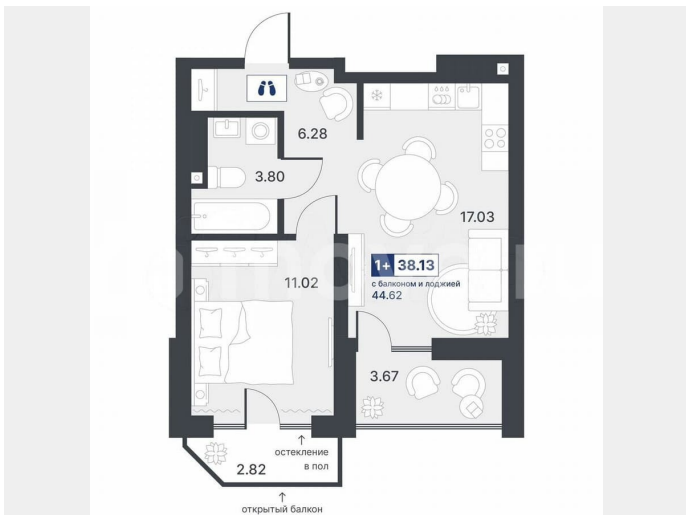 6.28
3.80
17.03
1+ 38.13
с балконом и лоджией
44.62
11.02
3.67
остекление
в пол
2.82
открытый балкон